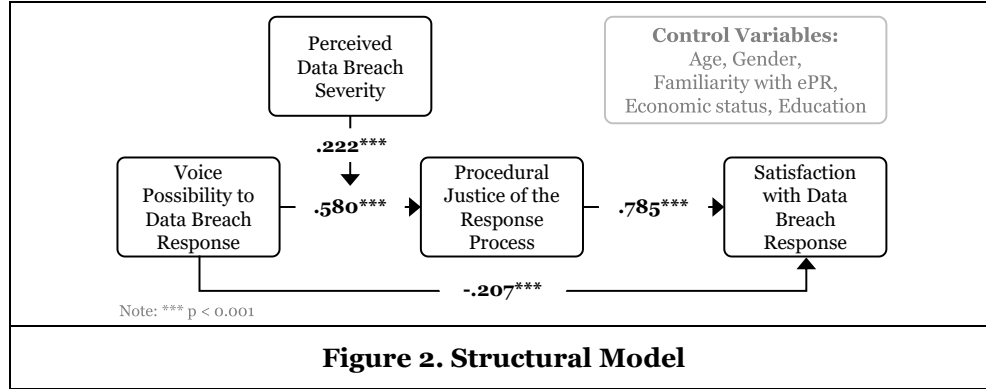 Perceived
Data Breach
Severity
Control Variables:
Age, Gender,
Familiarity with ePR,
Economic status, Education
.222***
Voice
Possibility to
Data Breach
Response
.580***
Procedural
Justice of the
Response
Process
.785***
Satisfaction
with Data
Breach
Response
-.207***
Note: *** p < 0.001
Figure 2. Structural Model